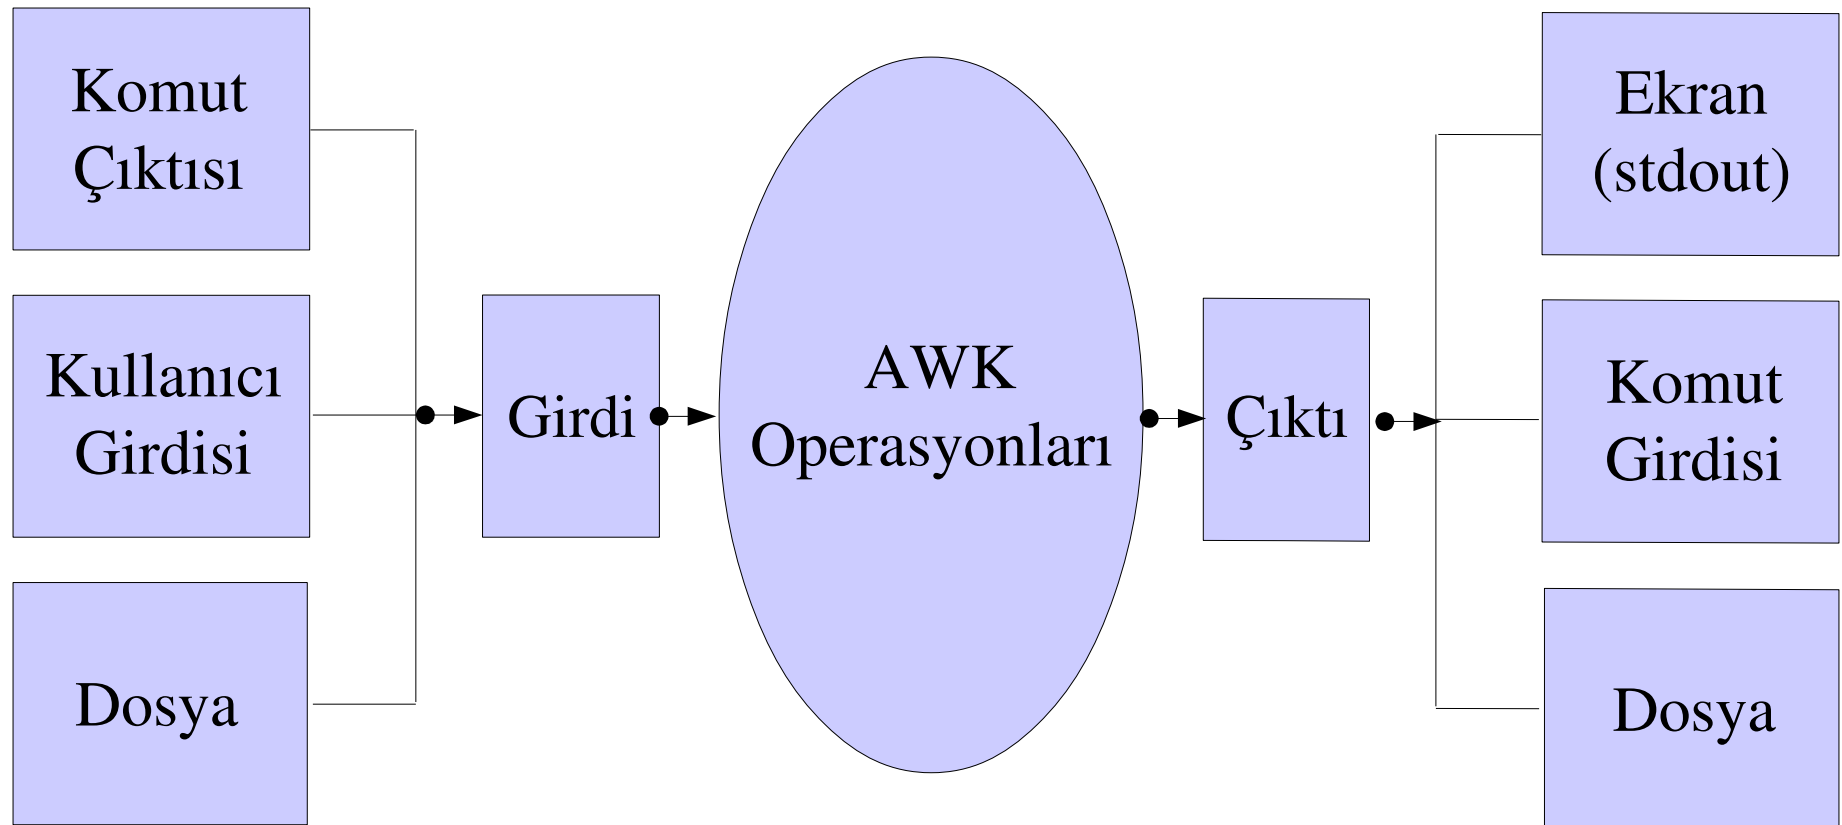 Komut
Çıktısı
Kullanıcı
Girdisi
Dosya
Girdi
AWK
Operasyonları
Çıktı
Ekran
(stdout)
Komut
Girdisi
Dosya